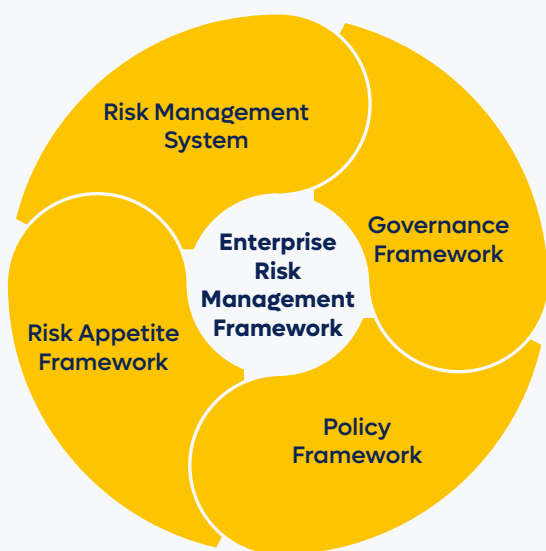 Risk Management
System
Governance
Framework
Enterprise
Risk
Management
Framework
Risk Appetite
Framework
Policy
Framework